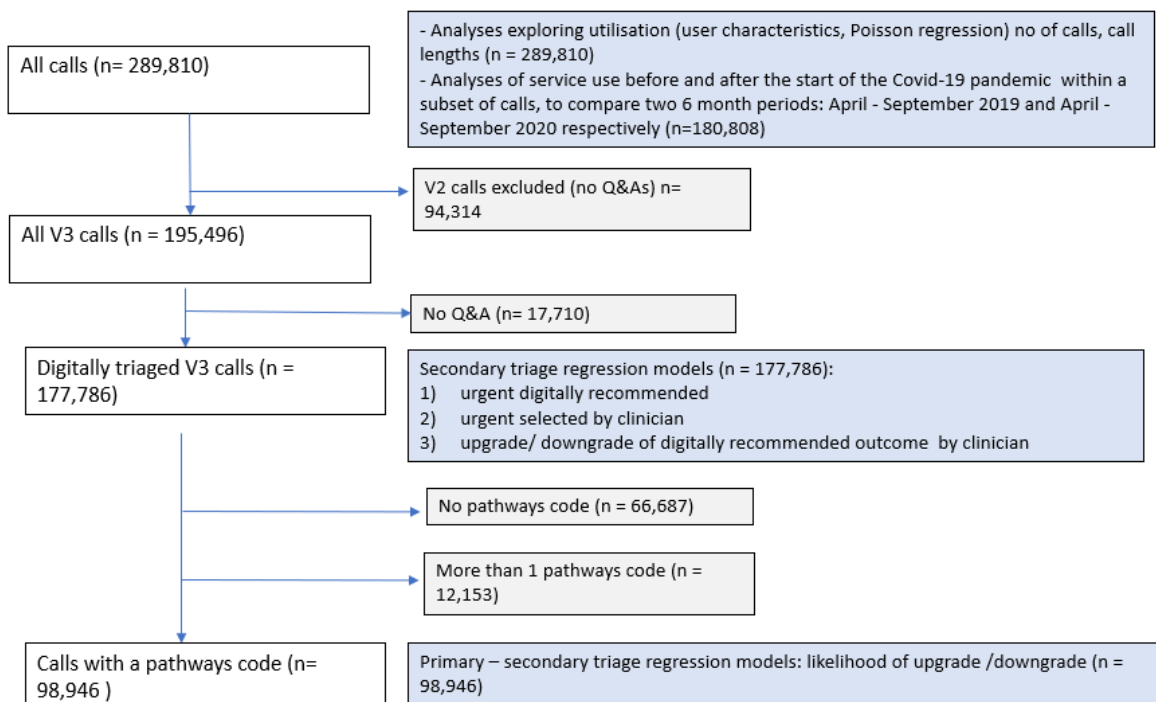 All calls (n= 289,810)
- Analyses exploring utilisation (user characteristics, Poisson regression) no of calls, call
lengths (n = 289,810)
- Analyses of service use before and after the start of the Covid-19 pandemic  within a
subset of calls, to compare two 6 month periods: April - September 2019 and April -
September 2020 respectively (n=180,808)
V2 calls excluded (no Q&As) n=
94,314
All V3 calls (n = 195,496)
No Q&A (n= 17,710)
Digitally triaged V3 calls (n =
177,786)
Secondary triage regression models (n = 177,786):
1) urgent digitally recommended
2) urgent selected by clinician
3) upgrade/ downgrade of digitally recommended outcome  by clinician
No pathways code (n = 66,687)
More than 1 pathways code (n =
12,153)
Calls with a pathways code (n=
98,946 )
Primary – secondary triage regression models: likelihood of upgrade /downgrade (n =
98,946)